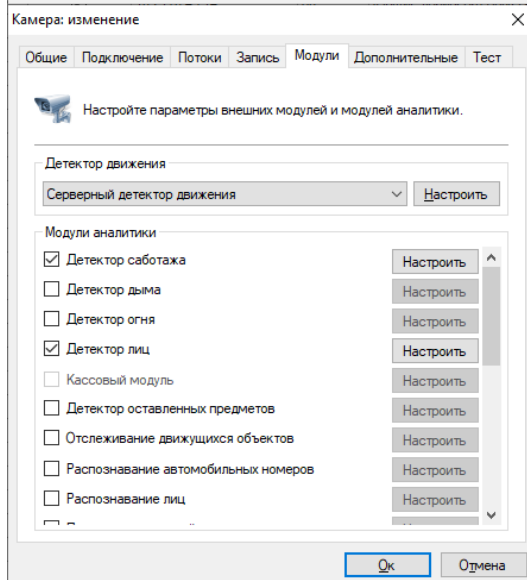 Камера: изменение
Общие Подключение Потоки Запись Модули Дополнительные Тест
Настройте параметры внешних модулей и модулей аналитики.
Детектор движения
Серверный детектор движения Настроить
Модули аналитики
Детектор саботажа Настроить
Детектор дыма Настроить
Детектор огня Настроить
Детектор лиц Настроить
Кассовый модуль Настроить
Детектор оставленных предметов Настроить
Отслеживание движущихся объектов Настроить
Распознавание автомобильных номеров Настроить
Распознавание лиц Настроить
Ок Отмена